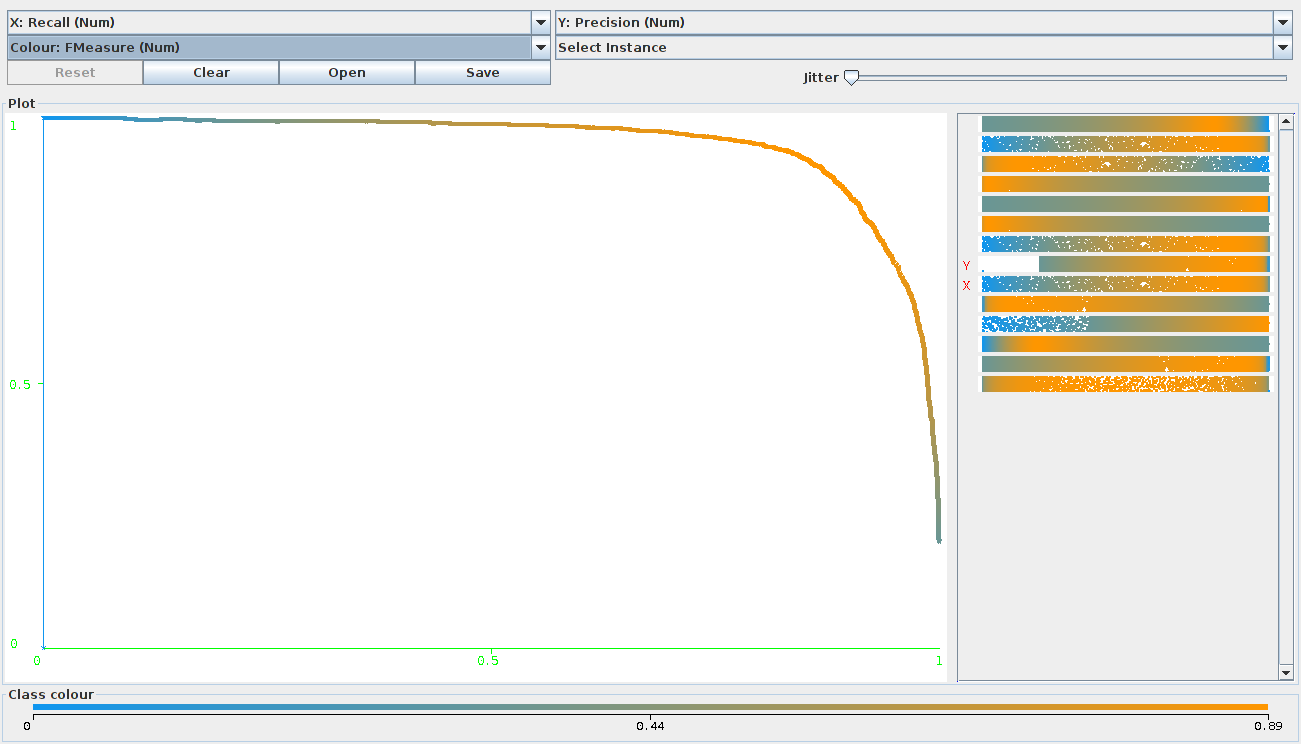 X: Recall (Num) Y: Precision (Num)
Colour: FMeasure (Num) Select Instance
Reset Clear Open Save Jitter
Plot
1
Y
X
0.5
0
0 0.5 1
Class colour
0 0.44 0.89